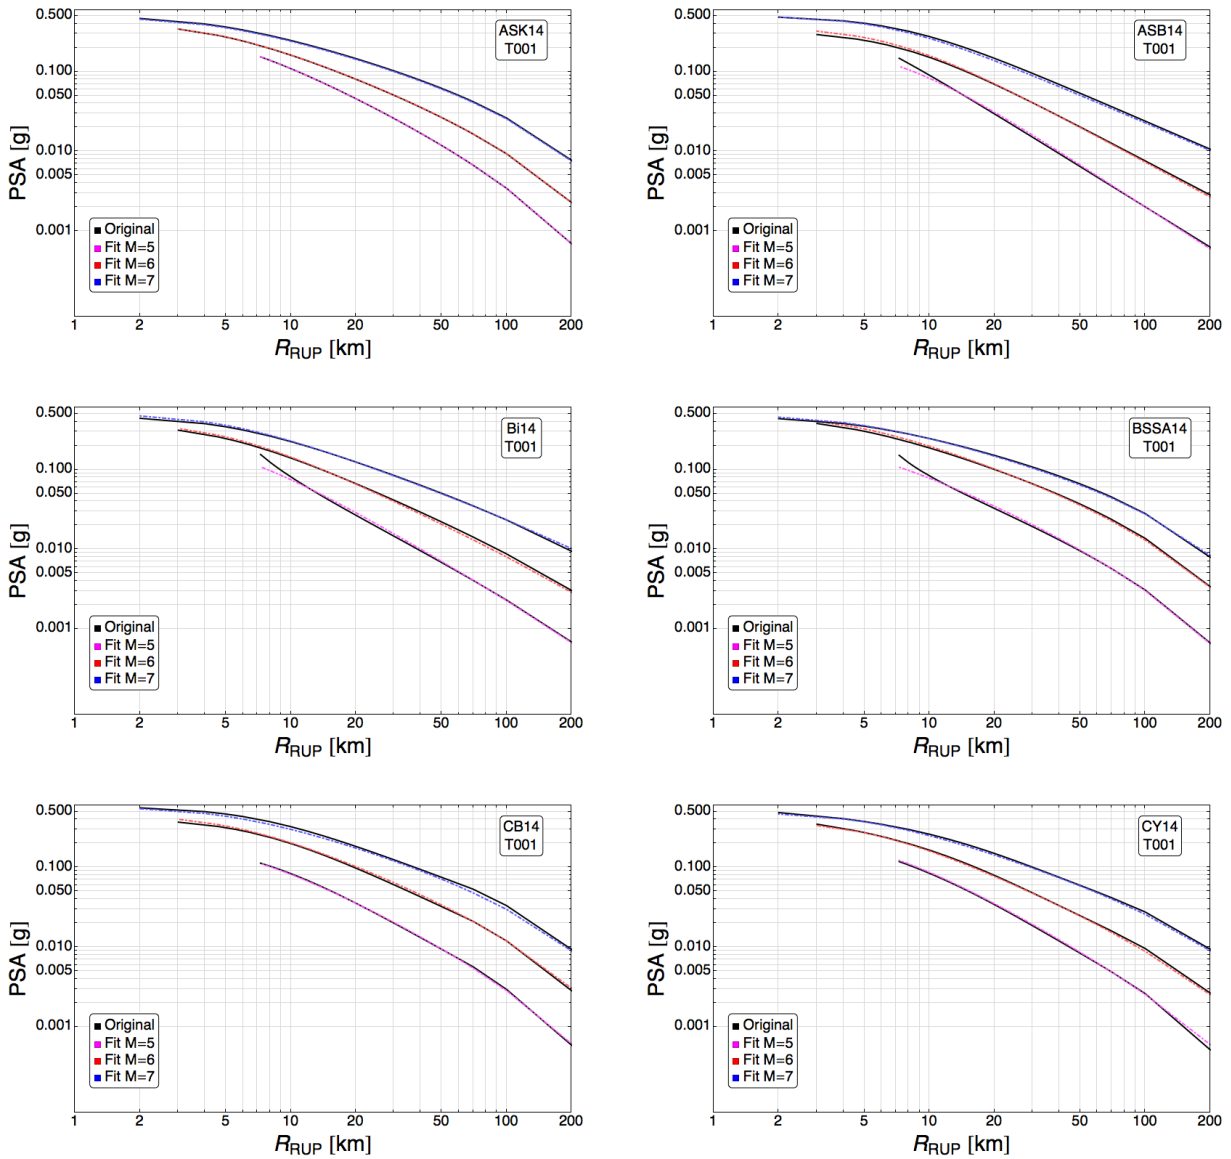 PSA [g]
0.500
0.100
0.050
0.010
0.005
0.001
ASK14
T001
Original
Fit M=5
Fit M=6
Fit M=7
1 2 5 10 20 50 100 200
RRUP [km]
PSA [g]
0.500
0.100
0.050
0.010
0.005
0.001
ASB14
T001
Original
Fit M=5
Fit M=6
Fit M=7
1 2 5 10 20 50 100 200
RRUP [km]
PSA [g]
0.500
0.100
0.050
0.010
0.005
0.001
Bi14
T001
Original
Fit M=5
Fit M=6
Fit M=7
1 2 5 10 20 50 100 200
RRUP [km]
PSA [g]
0.500
0.100
0.050
0.010
0.005
0.001
BSSA14
T001
Original
Fit M=5
Fit M=6
Fit M=7
1 2 5 10 20 50 100 200
RRUP [km]
PSA [g]
0.500
0.100
0.050
0.010
0.005
0.001
CB14
T001
Original
Fit M=5
Fit M=6
Fit M=7
1 2 5 10 20 50 100 200
RRUP [km]
PSA [g]
0.500
0.100
0.050
0.010
0.005
0.001
CY14
T001
Original
Fit M=5
Fit M=6
Fit M=7
1 2 5 10 20 50 100 200
RRUP [km]